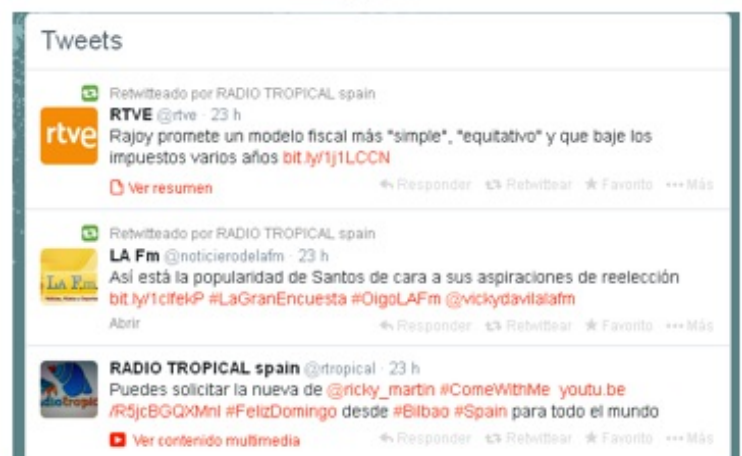 Tweets
Retwitteado por RADIO TROPICAL spain
RTVE @rtve · 23 h
rtve
Rajoy promete un modelo fiscal más "simple", "equitativo" y que baje los
impuestos varios años bit.ly/1j1LCCN
Ver resumen
Responder Retwittear Favorito Más
Retwitteado por RADIO TROPICAL spain
LA Fm @noticierodelafm · 23 h
LA F.m.
Así está la popularidad de Santos de cara a sus aspiraciones de reelección
bit.ly/1clfekP #LaGranEncuesta #OigoLAFm @vickydavilalafm
Abrir
Responder Retwittear Favorito Más
RADIO TROPICAL spain @rtropical · 23 h
Puedes solicitar la nueva de @ricky_martin #ComeWithMe youtu.be
/R5jcBGQXMnI #FelizDomingo desde #Bilbao #Spain para todo el mundo
Ver contenido multimedia
Responder Retwittear Favorito Más